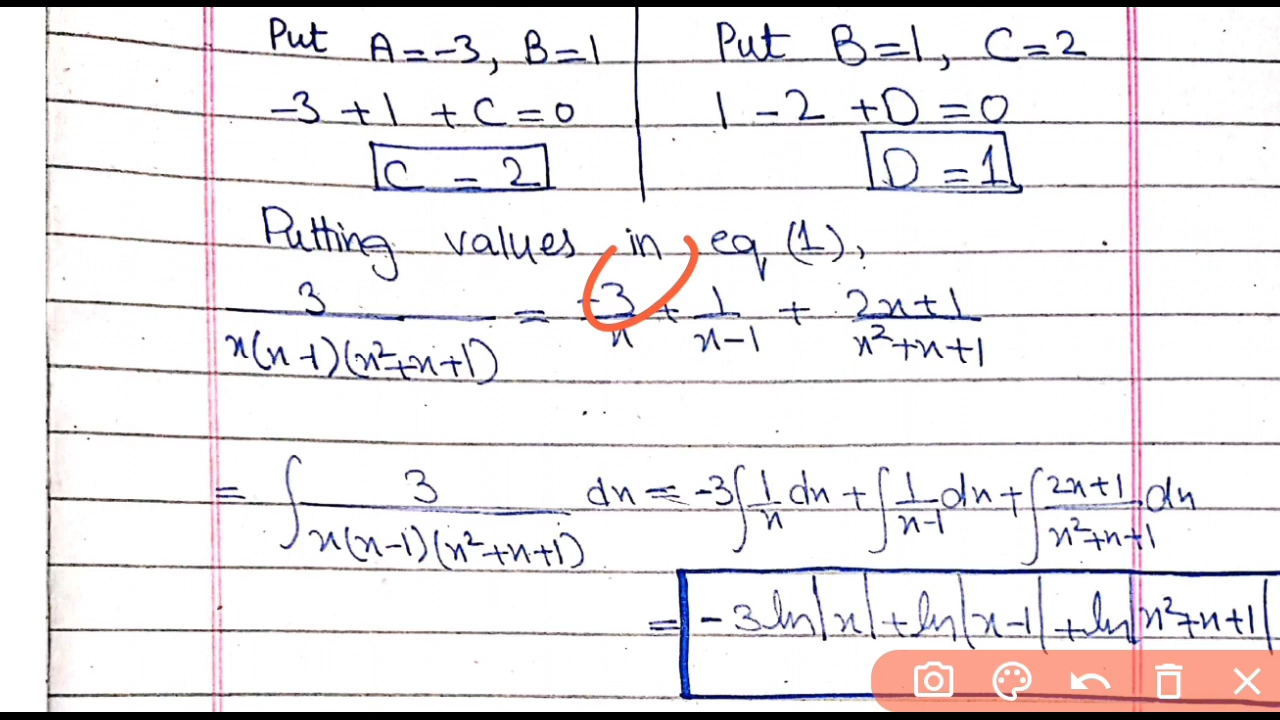 Put A=-3, B=1
-3 +1 + C = 0
C = 2
Put B=1, C=2
1 - 2 + D = 0
D = 1
Putting values in eq (1),
3/x(x-1)(x²+x+1) = -3/x + 1/x-1 + 2x+1/x²+x+1
= ∫ 3/x(x-1)(x²+x+1) dx = -3∫1/x dx + ∫1/x-1 dx + ∫2x+1/x²+x+1 dx
= -3 ln|x| + ln|x-1| + ln|x²+x+1|